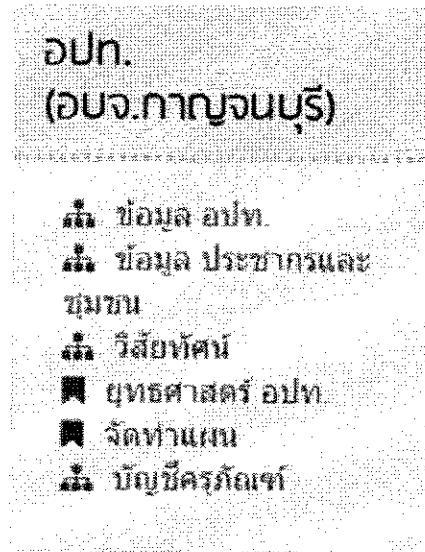 อปท.
(อบจ.กาญจนบุรี)
ข้อมูล อปท.
ข้อมูล ประชากรและ
ชุมชน
วิสัยทัศน์
ยุทธศาสตร์ อปท.
จัดทำแผน
บัญชีครุภัณฑ์